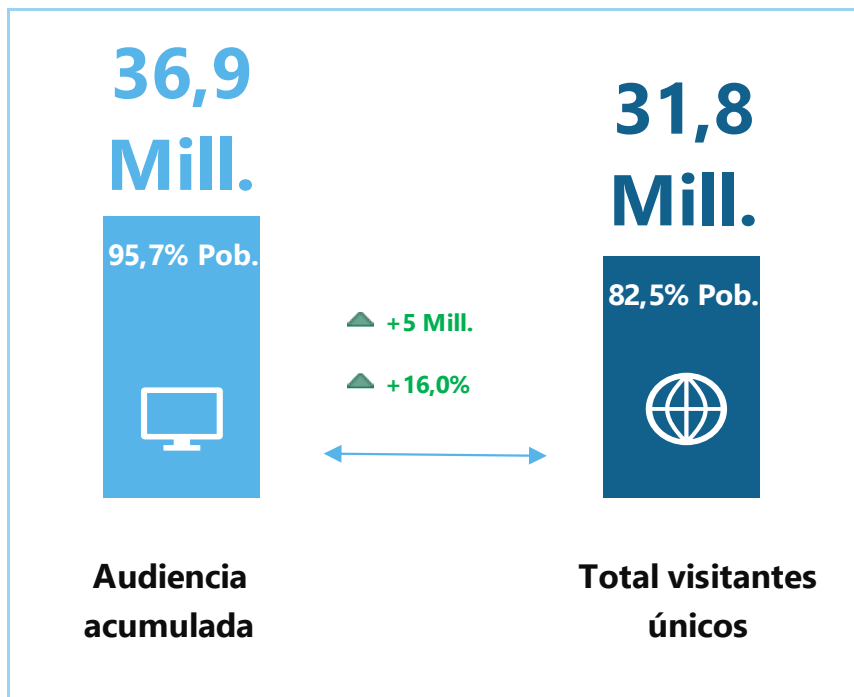 36,9
Mill.
95,7% Pob.
31,8
Mill.
82,5% Pob.
+5 Mill.
+16,0%
Audiencia
acumulada
Total visitantes
únicos